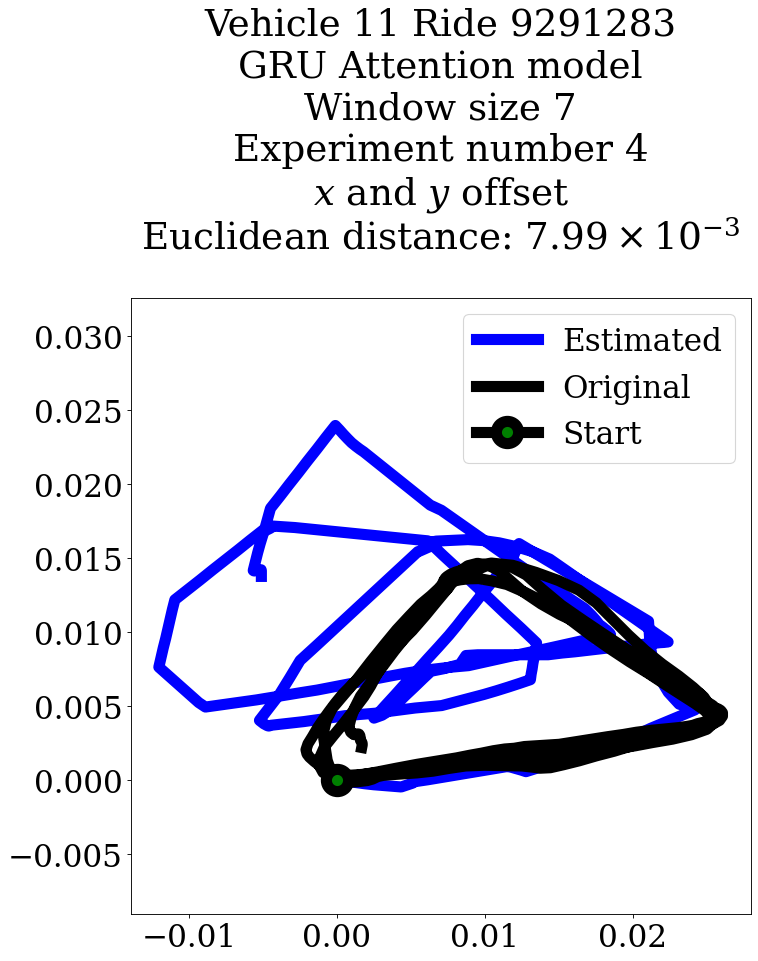 Vehicle 11 Ride 9291283
GRU Attention model
Window size 7
Experiment number 4
x and y offset
Euclidean distance: 7.99 × 10⁻³
Estimated
Original
Start
0.030
0.025
0.020
0.015
0.010
0.005
0.000
−0.005
−0.01 0.00 0.01 0.02